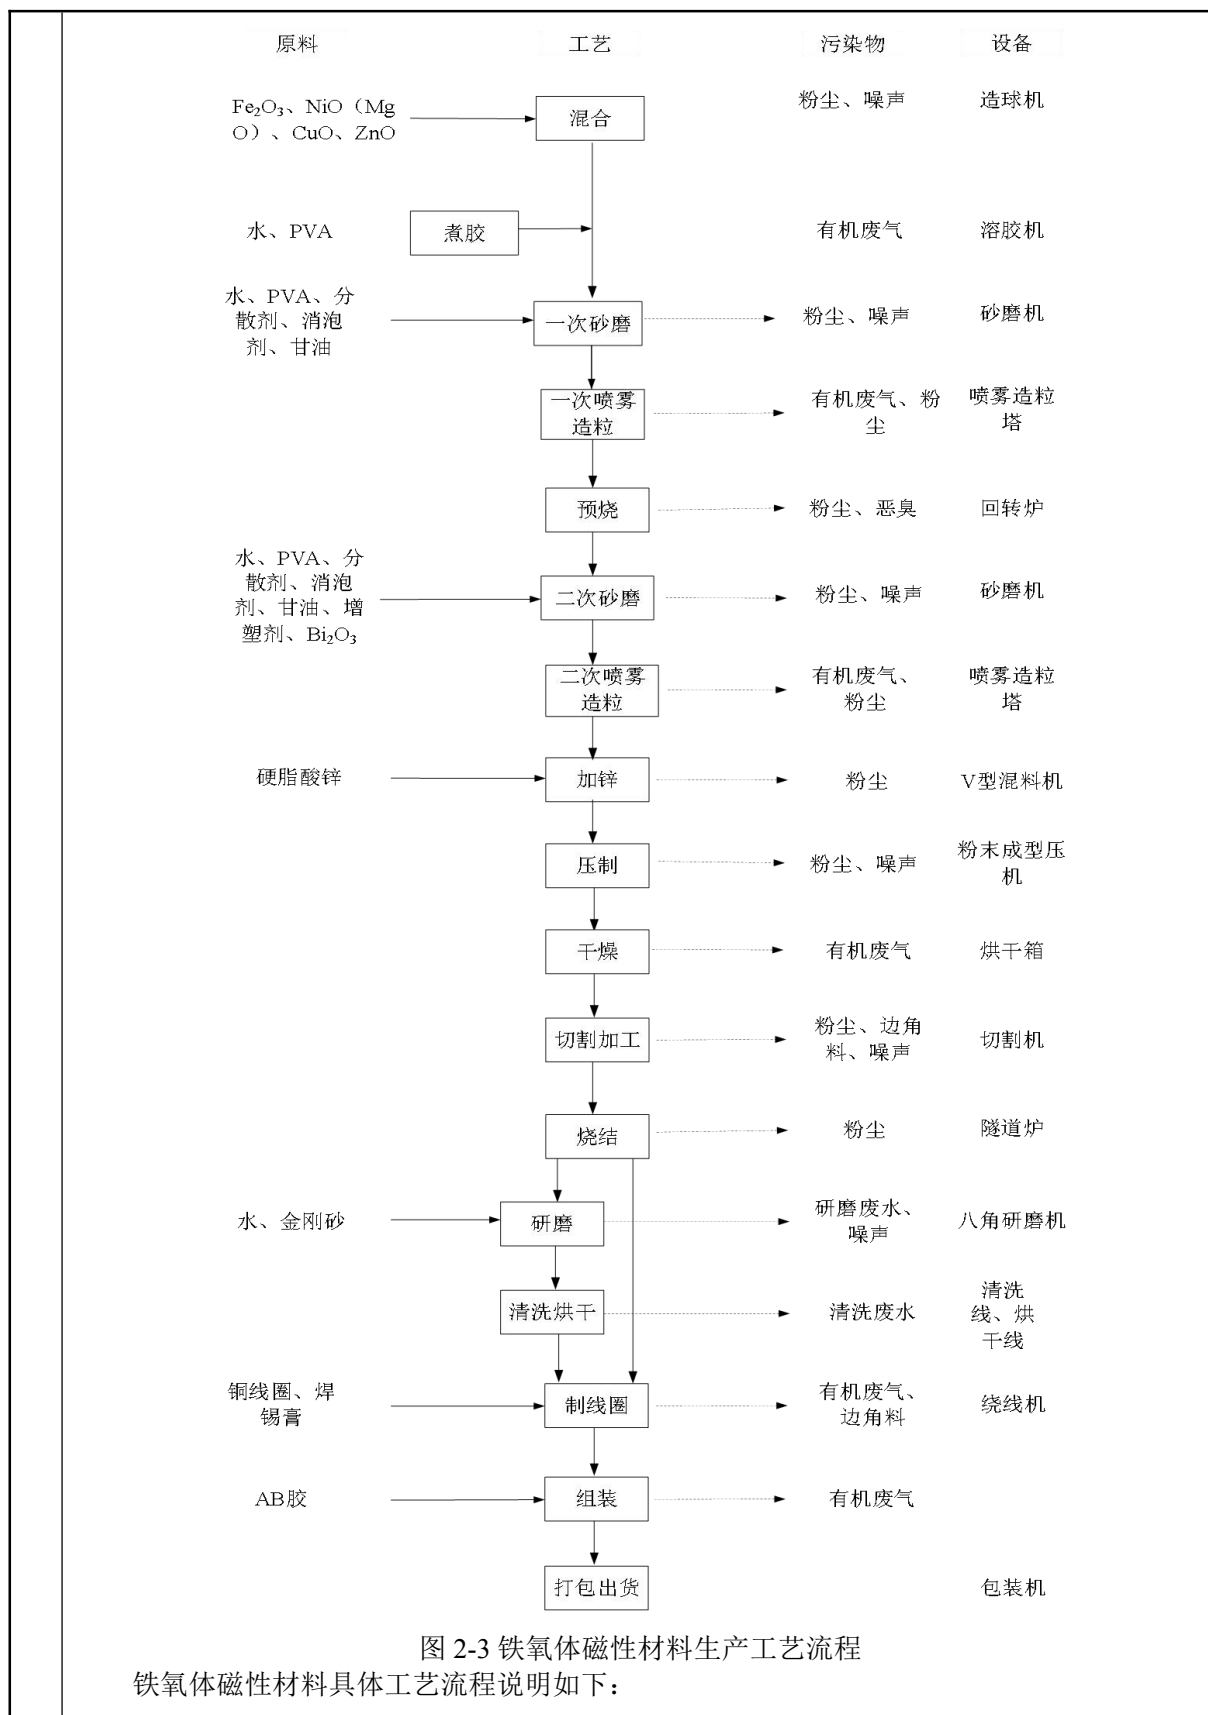 原料 工艺 污染物 设备
Fe₂O₃、NiO（Mg
O）、CuO、ZnO
混合
粉尘、噪声
造球机
水、PVA
煮胶
有机废气
溶胶机
水、PVA、分
散剂、消泡
剂、甘油
一次砂磨
粉尘、噪声
砂磨机
一次喷雾
造粒
有机废气、粉
尘
喷雾造粒
塔
预烧
粉尘、恶臭
回转炉
水、PVA、分
散剂、消泡
剂、甘油、增
塑剂、Bi₂O₃
二次砂磨
粉尘、噪声
砂磨机
二次喷雾
造粒
有机废气、
粉尘
喷雾造粒
塔
硬脂酸锌
加锌
粉尘
V型混料机
压制
粉尘、噪声
粉末成型压
机
干燥
有机废气
烘干箱
切割加工
粉尘、边角
料、噪声
切割机
烧结
粉尘
隧道炉
水、金刚砂
研磨
研磨废水、
噪声
八角研磨机
清洗烘干
清洗废水
清洗
线、烘
干线
铜线圈、焊
锡膏
制线圈
有机废气、
边角料
绕线机
AB胶
组装
有机废气
打包出货
包装机
图 2-3 铁氧体磁性材料生产工艺流程
铁氧体磁性材料具体工艺流程说明如下：